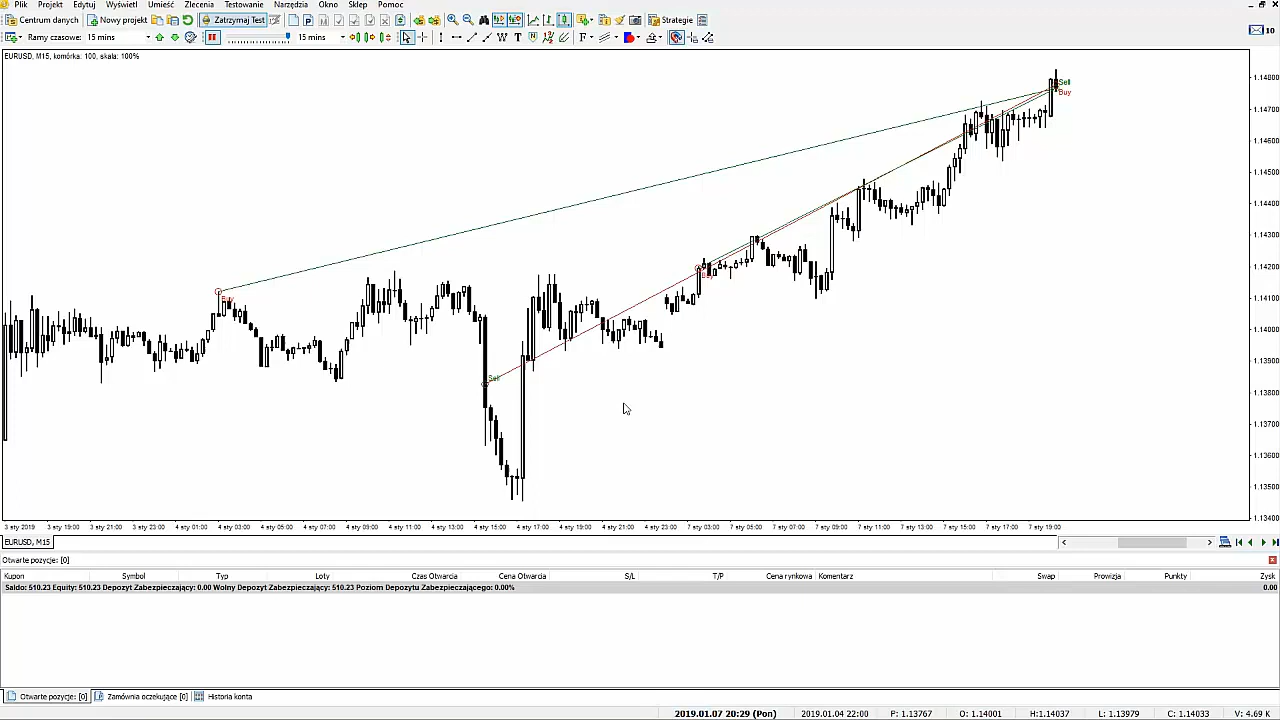 Plik Projekt Edytuj Wyświetl Umieść Zlecenia Testowanie Narzędzia Okno Sklep Pomoc
Centrum danych Nowy projekt Zatrzymaj Test Strategie
Ramy czasowe: 15 mins 15 mins 10
EURUSD, M15, komórka: 100, skala: 100%
1.14800
Sell
Buy
1.14700
1.14600
1.14500
1.14400
1.14300
1.14200
Buy
Buy
1.14100
1.14000
1.13900
Sell
1.13800
1.13700
1.13600
1.13500
1.13400
3 sty 2019 3 sty 19:00 3 sty 21:00 3 sty 23:00 4 sty 01:00 4 sty 03:00 4 sty 05:00 4 sty 07:00 4 sty 09:00 4 sty 11:00 4 sty 13:00 4 sty 15:00 4 sty 17:00 4 sty 19:00 4 sty 21:00 4 sty 23:00 7 sty 03:00 7 sty 05:00 7 sty 07:00 7 sty 09:00 7 sty 11:00 7 sty 13:00 7 sty 15:00 7 sty 17:00 7 sty 19:00
EURUSD, M15
Otwarte pozycje: [0]
Kupon Symbol Typ Loty Czas Otwarcia Cena Otwarcia S/L T/P Cena rynkowa Komentarz Swap Prowizja Punkty Zysk
Saldo: 510.23 Equity: 510.23 Depozyt Zabezpieczający: 0.00 Wolny Depozyt Zabezpieczający: 510.23 Poziom Depozytu Zabezpieczającego: 0.00% 0.00
Otwarte pozycje: [0] Zamównia oczekujące [0] Historia konta
2019.01.07 20:29 (Pon) 2019.01.04 22:00 P: 1.13767 O: 1.14001 H:1.14037 L: 1.13979 C: 1.14033 V: 4.69 K